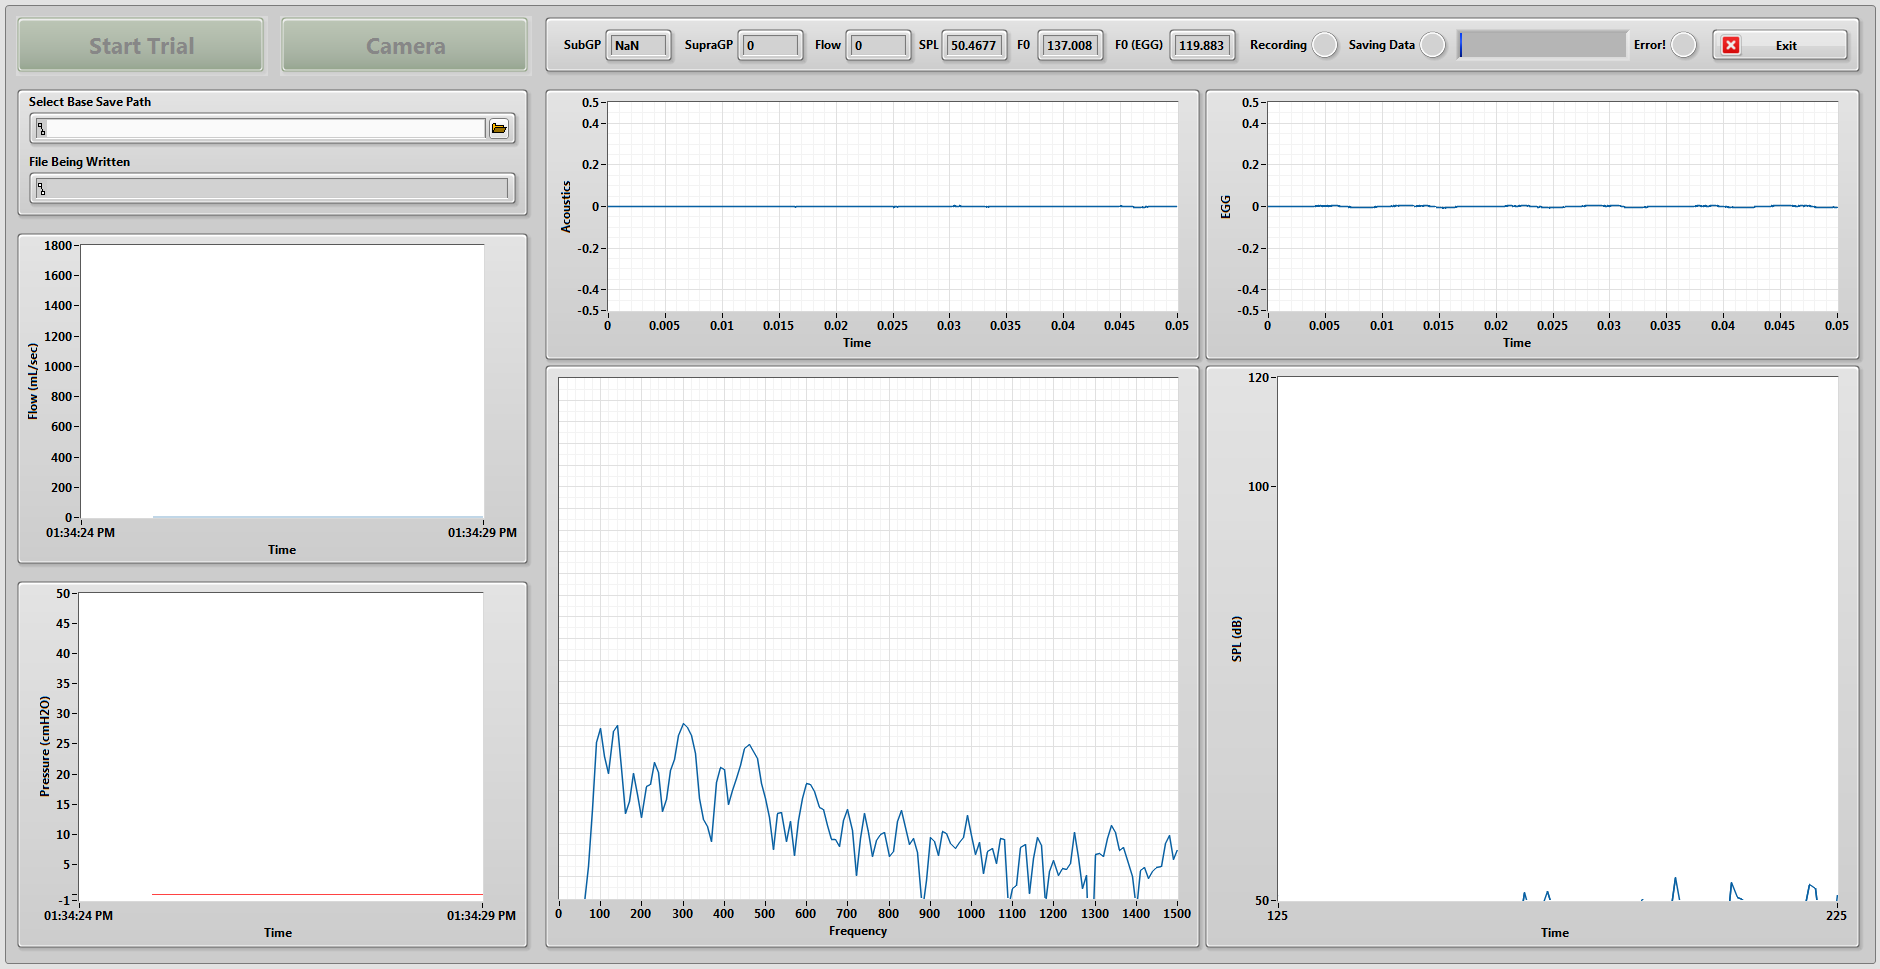 Start Trial
Camera
SubGP NaN SupraGP 0 Flow 0 SPL 50.4677 F0 137.008 F0 (EGG) 119.883 Recording Saving Data Error! Exit
Select Base Save Path
File Being Written
Flow (mL/sec)
1800
1600
1400
1200
1000
800
600
400
200
0
01:34:24 PM 01:34:29 PM
Time
Pressure (cmH2O)
50
45
40
35
30
25
20
15
10
5
-1
01:34:24 PM 01:34:29 PM
Time
Acoustics
0.5
0.4
0.2
0
-0.2
-0.4
-0.5
0 0.005 0.01 0.015 0.02 0.025 0.03 0.035 0.04 0.045 0.05
Time
EGG
0.5
0.4
0.2
0
-0.2
-0.4
-0.5
0 0.005 0.01 0.015 0.02 0.025 0.03 0.035 0.04 0.045 0.05
Time
0 100 200 300 400 500 600 700 800 900 1000 1100 1200 1300 1400 1500
Frequency
SPL (dB)
120
100
50
125 225
Time